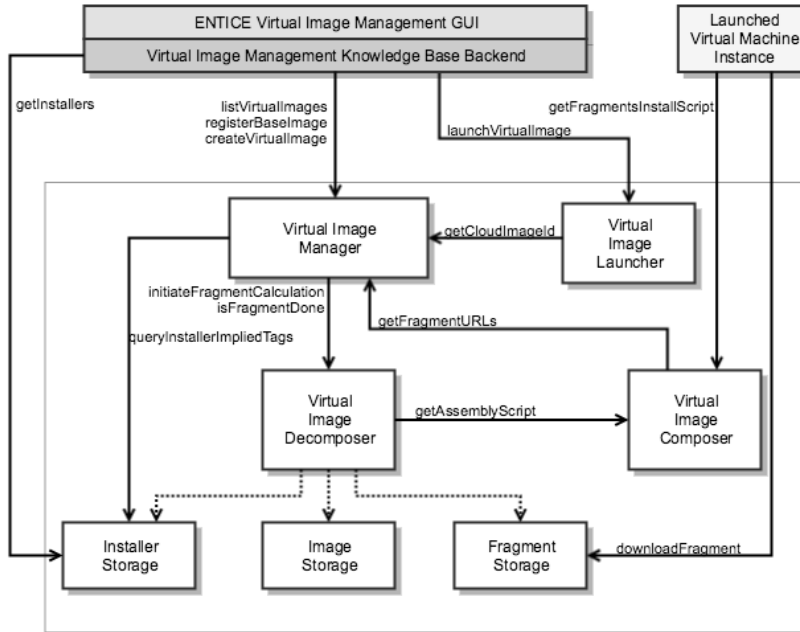 ENTICE Virtual Image Management GUI
Virtual Image Management Knowledge Base Backend
Launched
Virtual Machine
Instance
getInstallers
listVirtualImages
registerBaseImage
createVirtualImage
launchVirtualImage
getFragmentsInstallScript
Virtual Image
Manager
getCloudImageId
Virtual
Image
Launcher
initiateFragmentCalculation
isFragmentDone
getFragmentURLs
queryInstallerImpliedTags
Virtual
Image
Decomposer
getAssemblyScript
Virtual
Image
Composer
Installer
Storage
Image
Storage
Fragment
Storage
downloadFragment